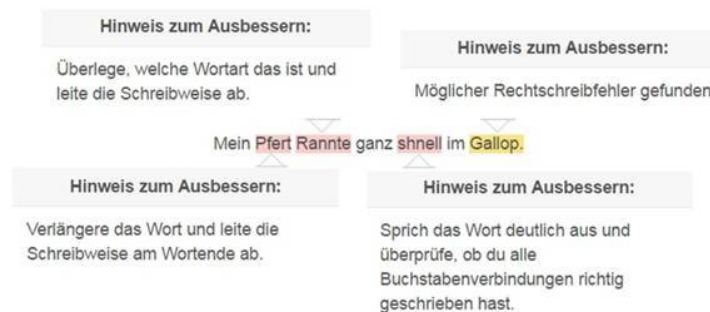 Hinweis zum Ausbessern:
Überlege, welche Wortart das ist und
leite die Schreibweise ab.
Hinweis zum Ausbessern:
Möglicher Rechtschreibfehler gefunden
Mein Pfert Rannte ganz shnell im Gallop.
Hinweis zum Ausbessern:
Verlängere das Wort und leite die
Schreibweise am Wortende ab.
Hinweis zum Ausbessern:
Sprich das Wort deutlich aus und
überprüfe, ob du alle
Buchstabenverbindungen richtig
geschrieben hast.